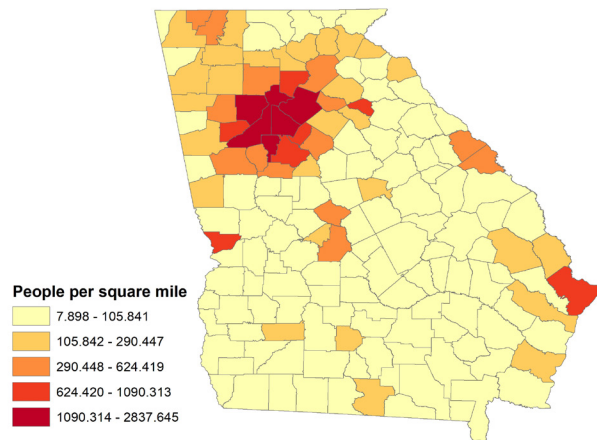 People per square mile
7.898 - 105.841
105.842 - 290.447
290.448 - 624.419
624.420 - 1090.313
1090.314 - 2837.645